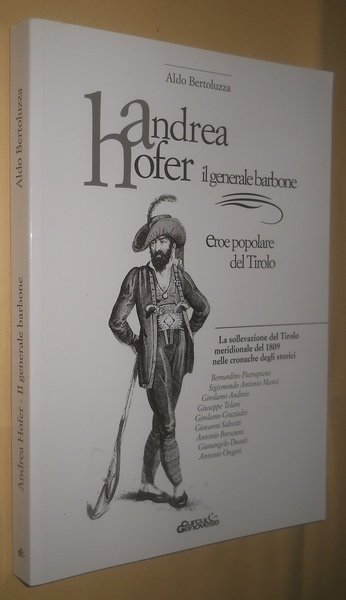 Aldo Bertoluzza
andrea
hofer il generale barbone
eroe popolare
del Tirolo
La sollevazione del Tirolo
meridionale del 1809
nelle cronache degli storici
Bernardino Pietrapiana
Sigismondo Antonio Manci
Girolamo Andreis
Giuseppe Telani
Girolamo Graziadei
Giovanni Salvotti
Antonio Bresciani
Gianangelo Ducati
Antonio Ongari
Curcu &
Genovese
Andrea Hofer - Il generale barbone
Aldo Bertoluzza